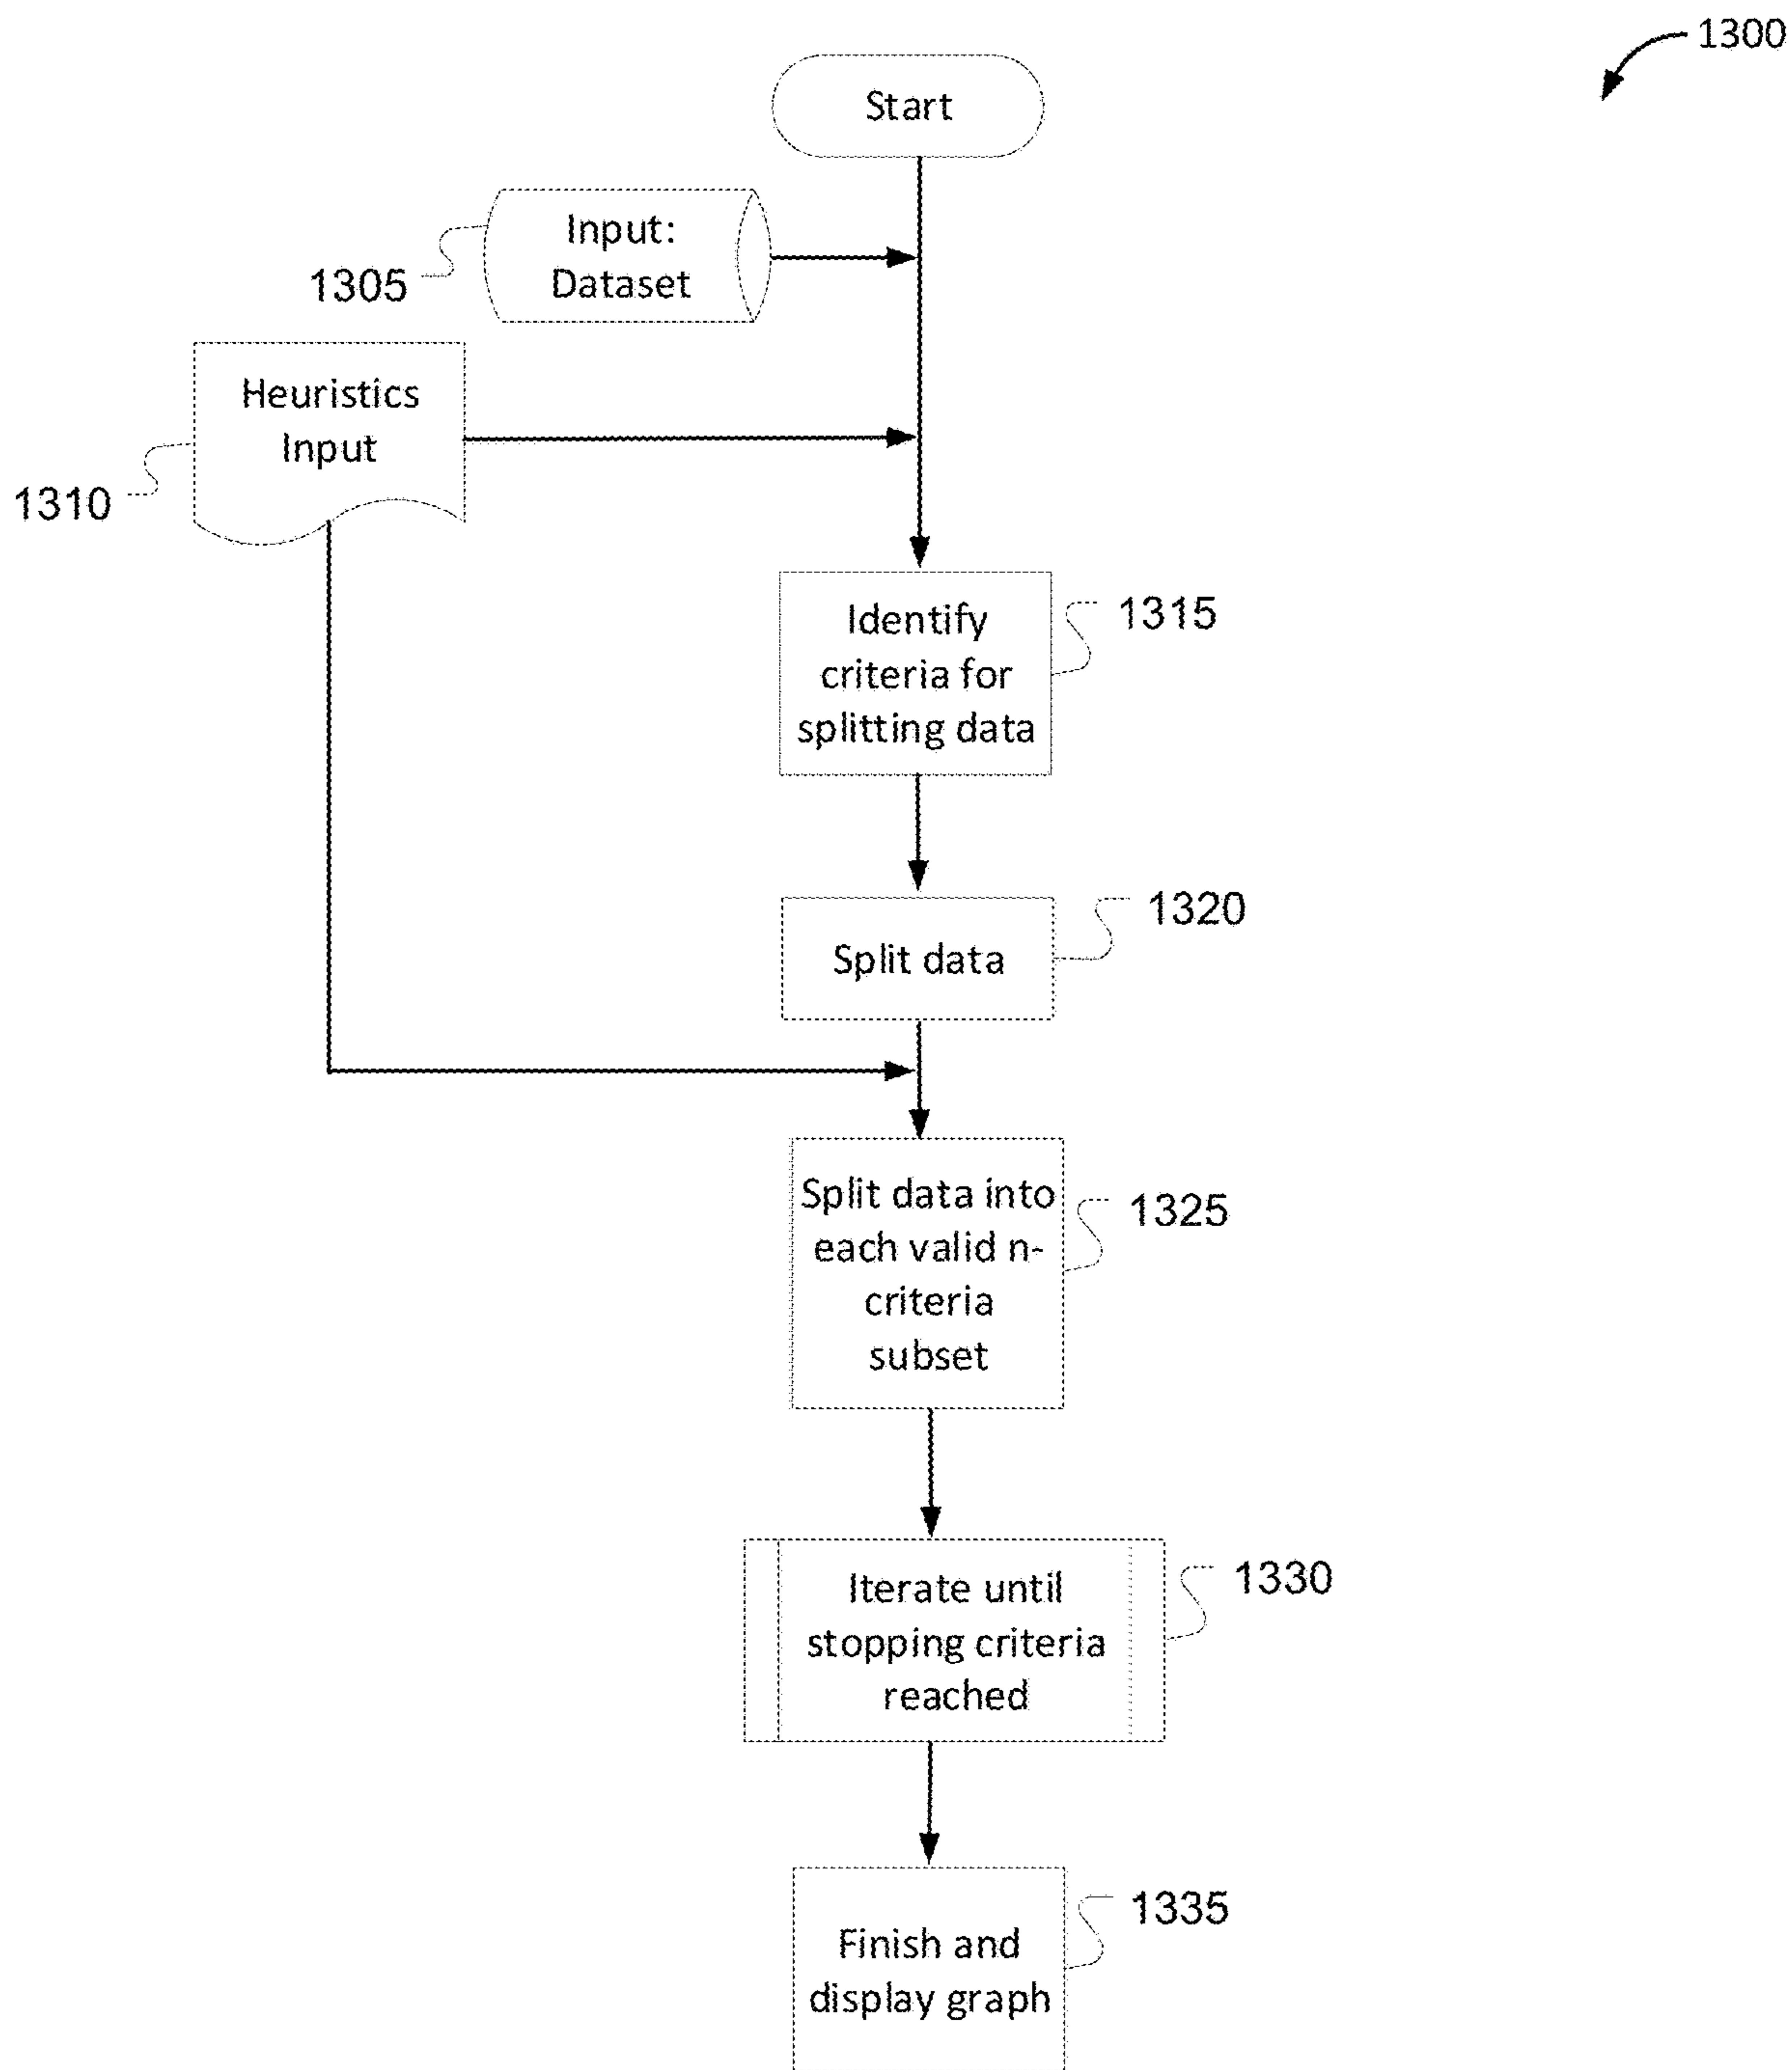 1300
Start
Input:
Dataset
1305
Heuristics
Input
1310
Identify
criteria for
splitting data
1315
Split data
1320
Split data into
each valid n-
criteria
subset
1325
Iterate until
stopping criteria
reached
1330
Finish and
display graph
1335